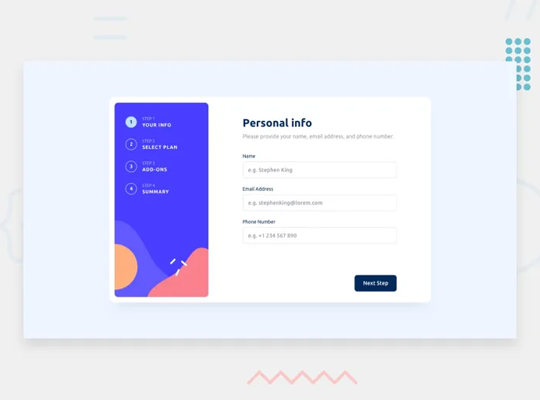 1
STEP 1
YOUR INFO
2
STEP 2
SELECT PLAN
3
STEP 3
ADD-ONS
4
STEP 4
SUMMARY
Personal info
Please provide your name, email address, and phone number.
Name
e.g. Stephen King
Email Address
e.g. stephenking@lorem.com
Phone Number
e.g. +1 234 567 890
Next Step